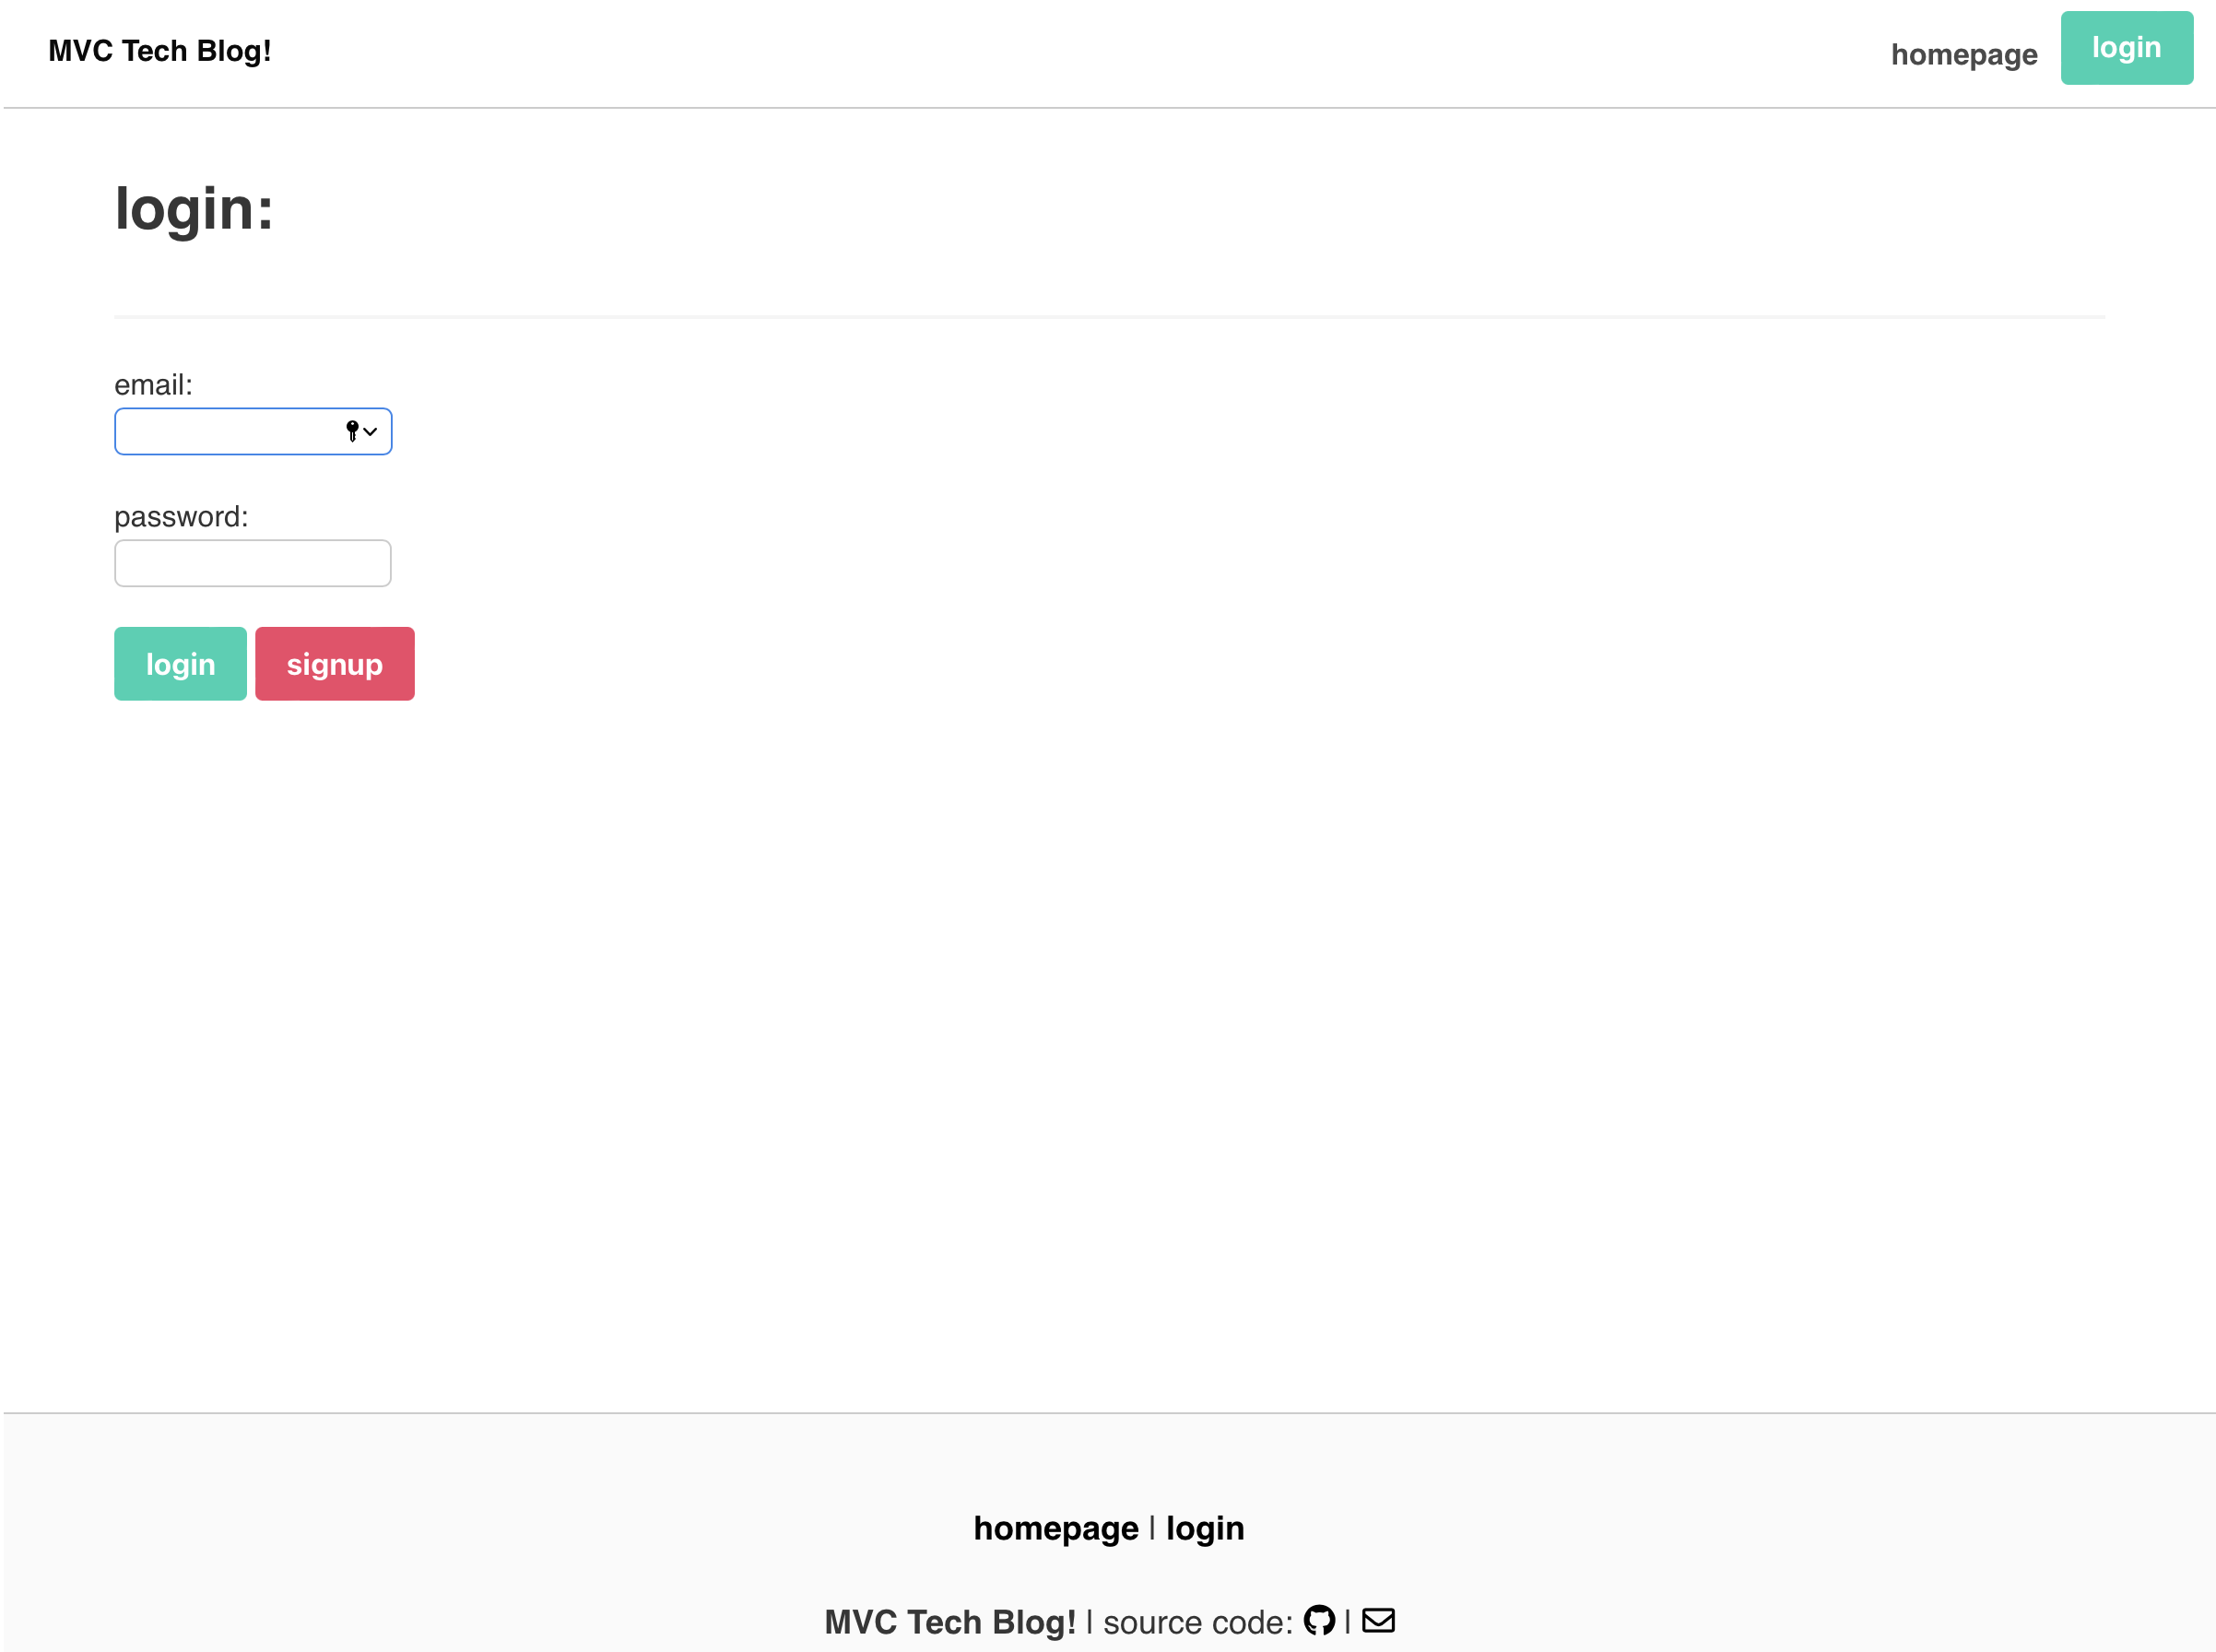 MVC Tech Blog!
homepage login
login:
email:
password:
login signup
homepage | login
MVC Tech Blog! | source code: |